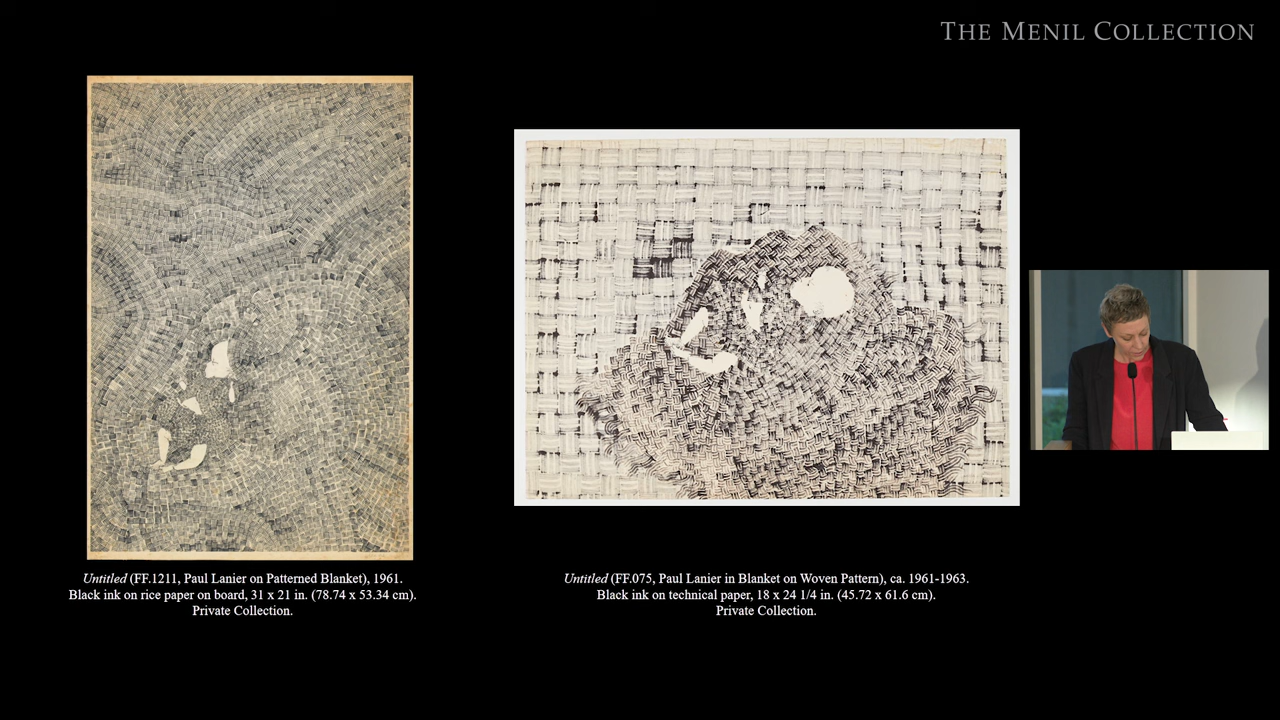 THE MENIL COLLECTION
Untitled (FF.1211, Paul Lanier on Patterned Blanket), 1961.
Black ink on rice paper on board, 31 x 21 in. (78.74 x 53.34 cm).
Private Collection.
Untitled (FF.075, Paul Lanier in Blanket on Woven Pattern), ca. 1961-1963.
Black ink on technical paper, 18 x 24 1/4 in. (45.72 x 61.6 cm).
Private Collection.